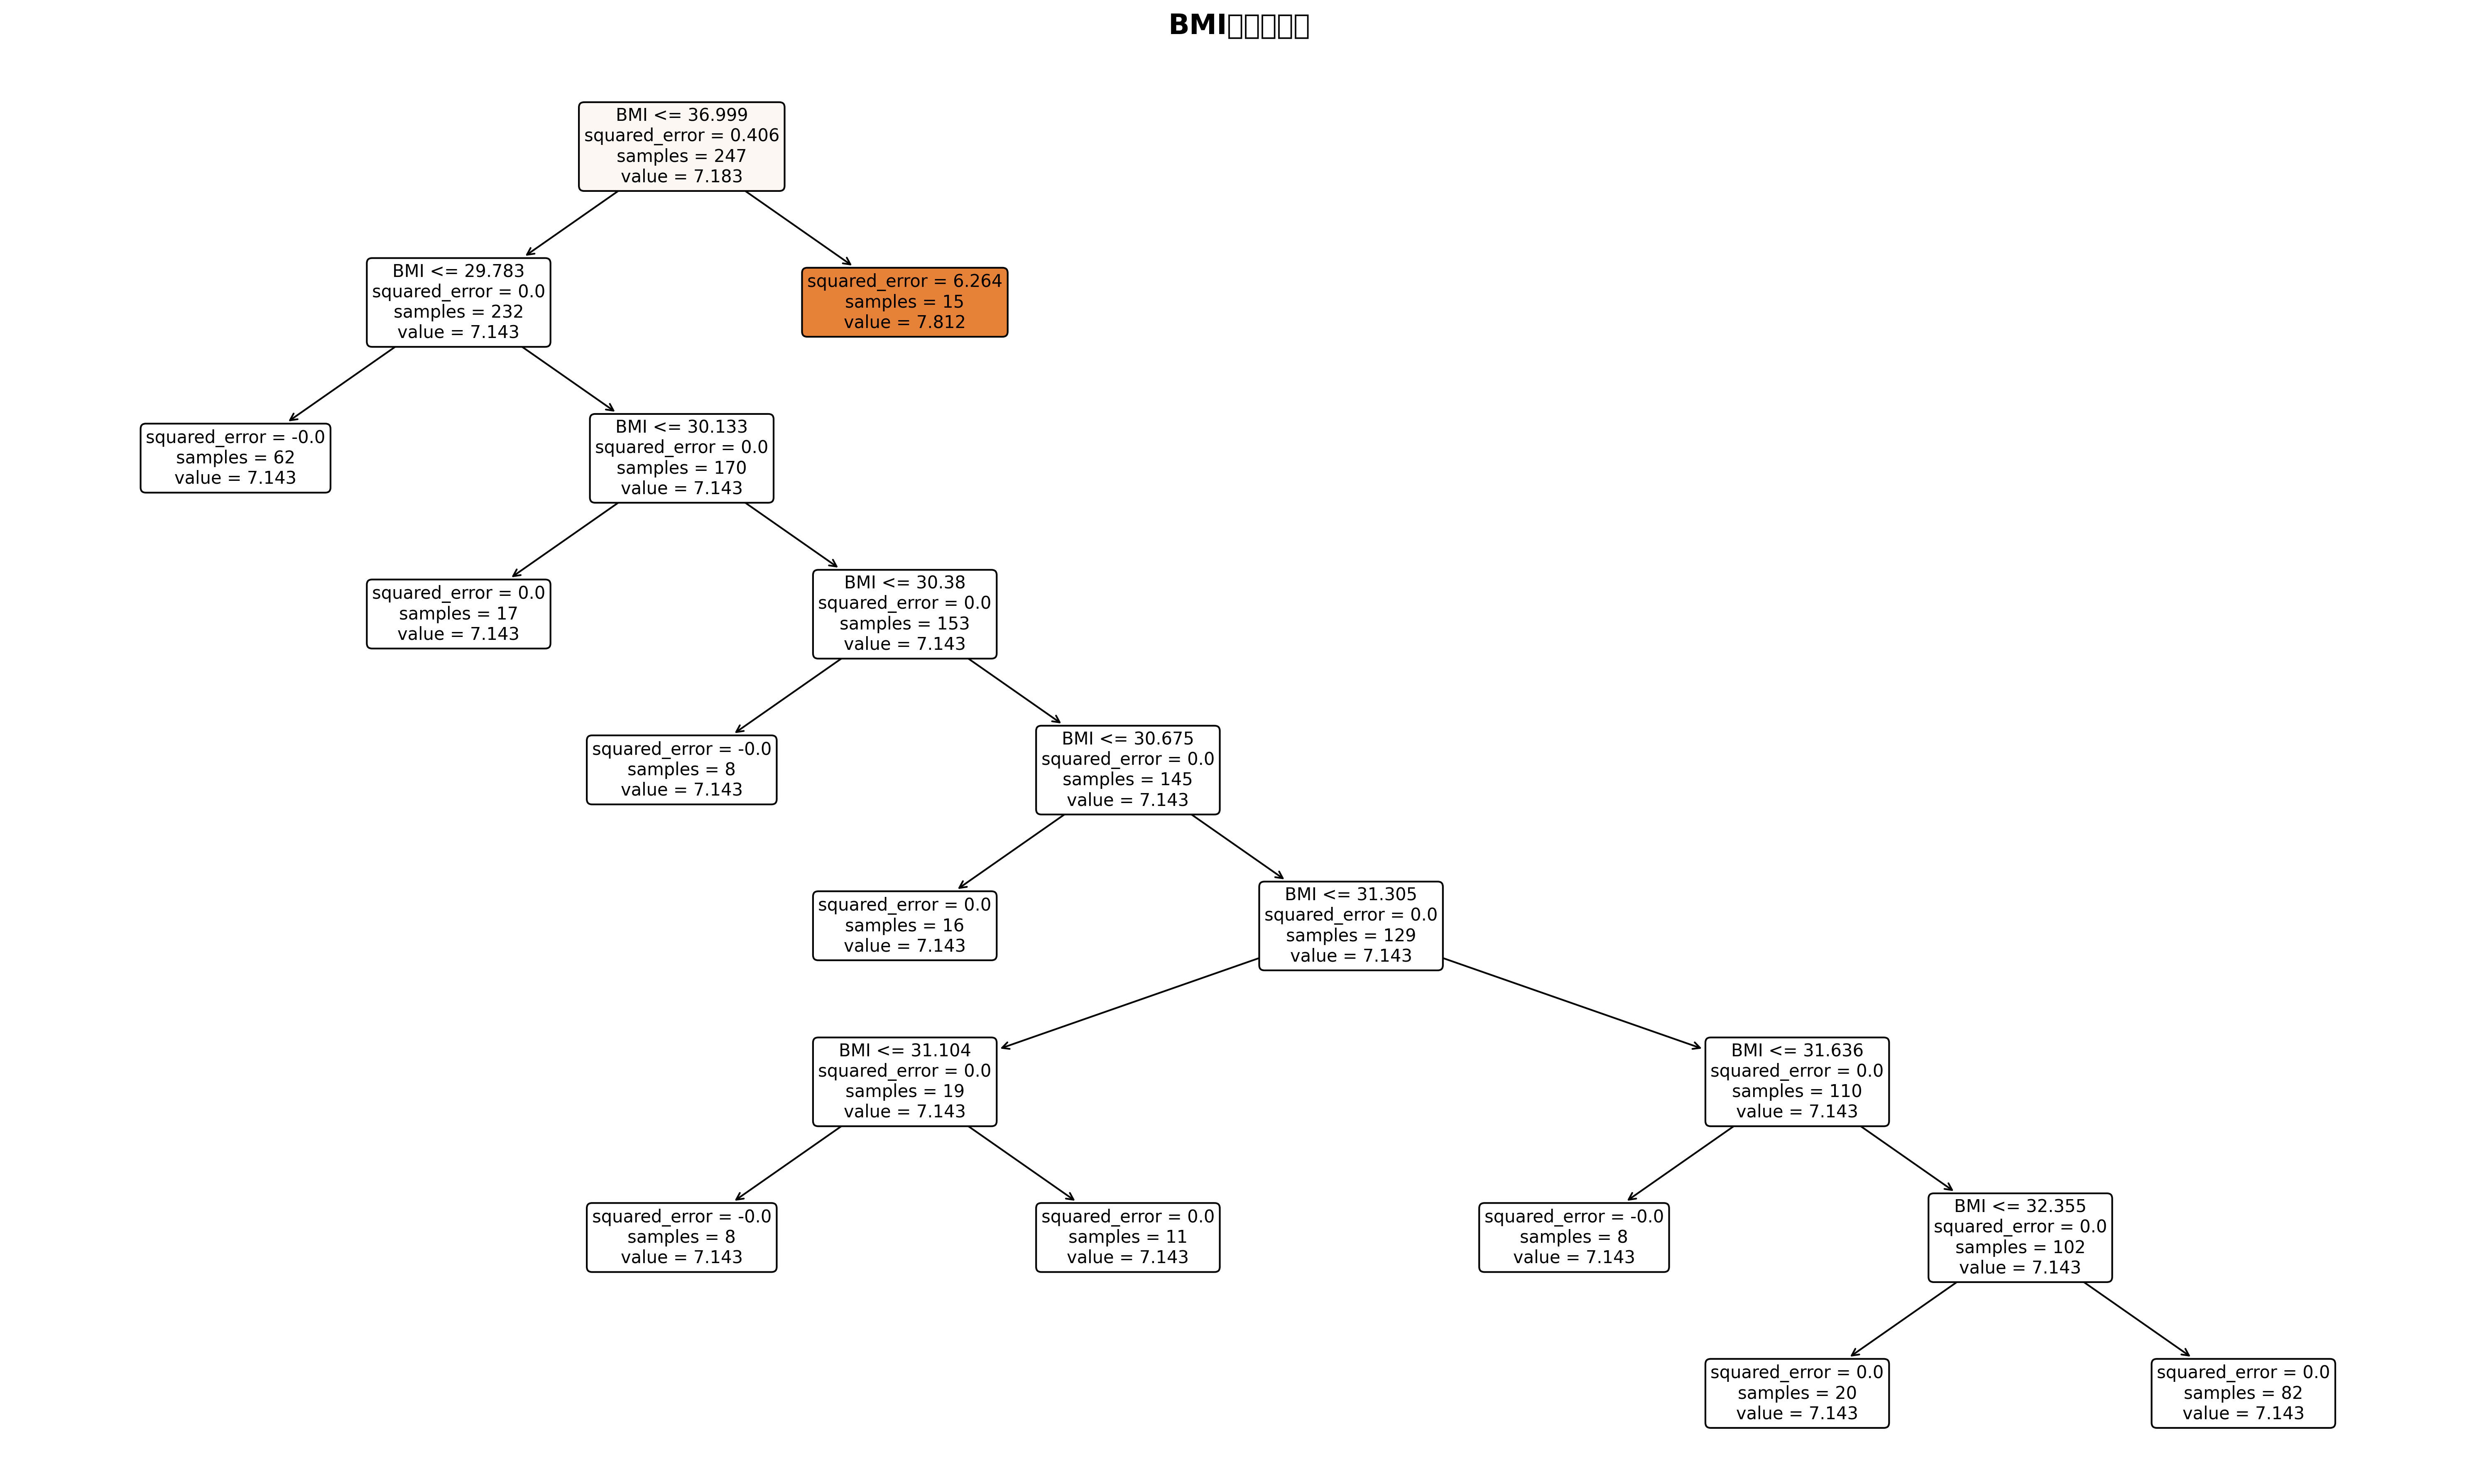 BMI
BMI <= 36.999
squared_error = 0.406
samples = 247
value = 7.183
BMI <= 29.783
squared_error = 0.0
samples = 232
value = 7.143
squared_error = 6.264
samples = 15
value = 7.812
squared_error = -0.0
samples = 62
value = 7.143
BMI <= 30.133
squared_error = 0.0
samples = 170
value = 7.143
squared_error = 0.0
samples = 17
value = 7.143
BMI <= 30.38
squared_error = 0.0
samples = 153
value = 7.143
squared_error = -0.0
samples = 8
value = 7.143
BMI <= 30.675
squared_error = 0.0
samples = 145
value = 7.143
squared_error = 0.0
samples = 16
value = 7.143
BMI <= 31.305
squared_error = 0.0
samples = 129
value = 7.143
BMI <= 31.104
squared_error = 0.0
samples = 19
value = 7.143
BMI <= 31.636
squared_error = 0.0
samples = 110
value = 7.143
squared_error = -0.0
samples = 8
value = 7.143
squared_error = 0.0
samples = 11
value = 7.143
squared_error = -0.0
samples = 8
value = 7.143
BMI <= 32.355
squared_error = 0.0
samples = 102
value = 7.143
squared_error = 0.0
samples = 20
value = 7.143
squared_error = 0.0
samples = 82
value = 7.143